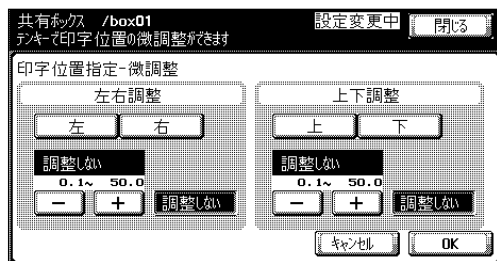 共有ボックス /box01 設定変更中 閉じる
テンキーで印字位置の微調整ができます
印字位置指定-微調整
左右調整 上下調整
左 右 上 下
調整しない 調整しない
0.1~ 50.0 0.1~ 50.0
- + 調整しない - + 調整しない
キャンセル OK